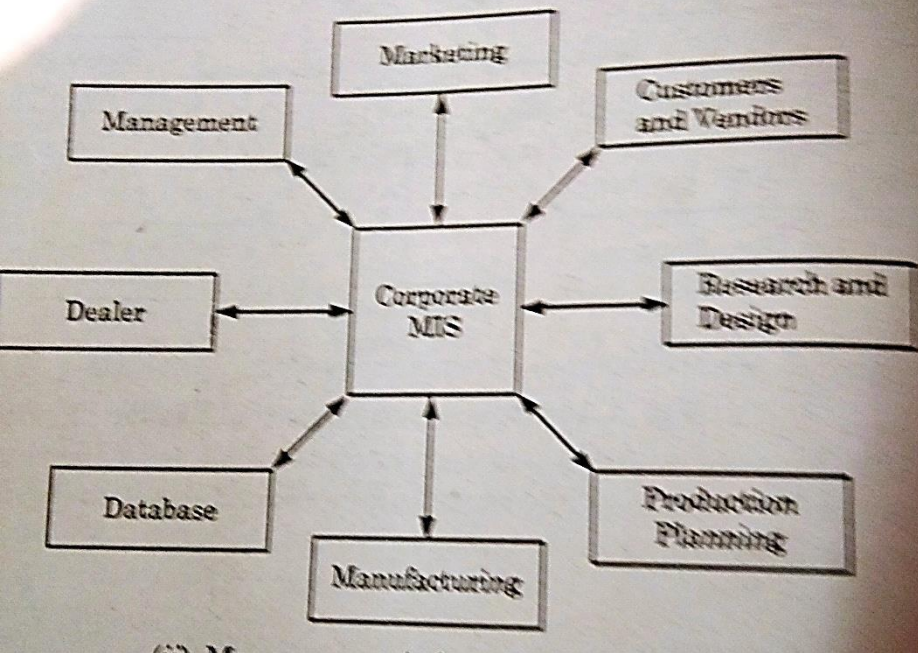 Marketing
Customers
and Vendors
Management
Corporate
MIS
Research and
Design
Dealer
Database
Production
Planning
Manufacturing